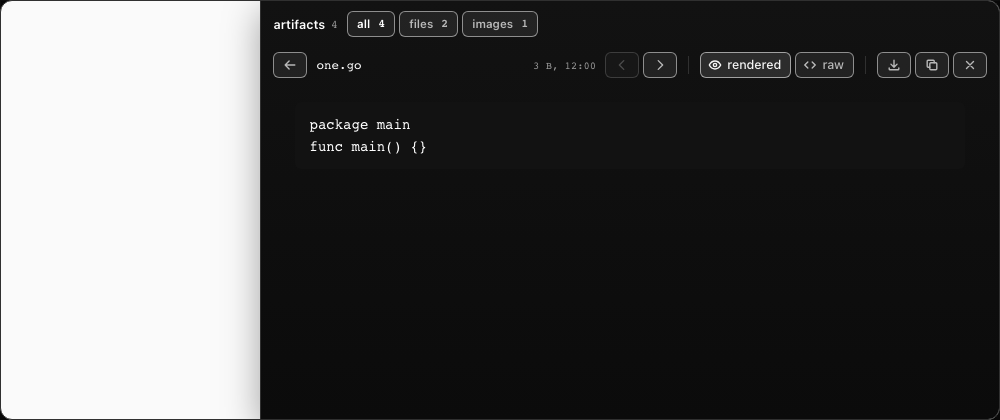 artifacts 4 all 4 files 2 images 1
one.go 3 B, 12:00 rendered raw
package main
func main() {}